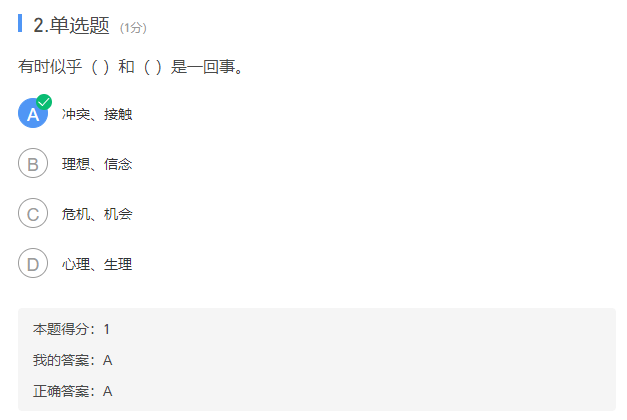 2.单选题 (1分)
有时似乎（ ）和（ ）是一回事。
A 冲突、接触
B 理想、信念
C 危机、机会
D 心理、生理
本题得分：1
我的答案：A
正确答案：A